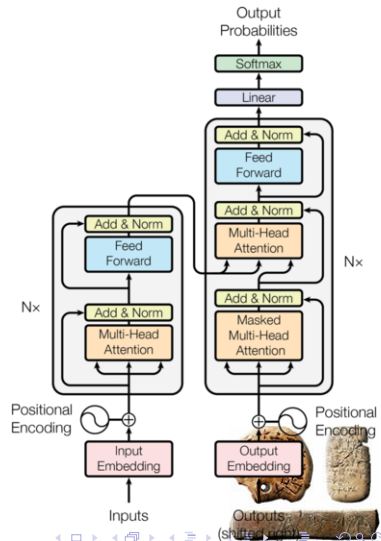 Output
Probabilities
Softmax
Linear
Add & Norm
Feed
Forward
Add & Norm
Multi-Head
Attention
Nx
Add & Norm
Masked
Multi-Head
Attention
Add & Norm
Feed
Forward
Nx
Add & Norm
Multi-Head
Attention
Positional
Encoding
Input
Embedding
Inputs
Positional
Encoding
Output
Embedding
Outputs
(shifted right)